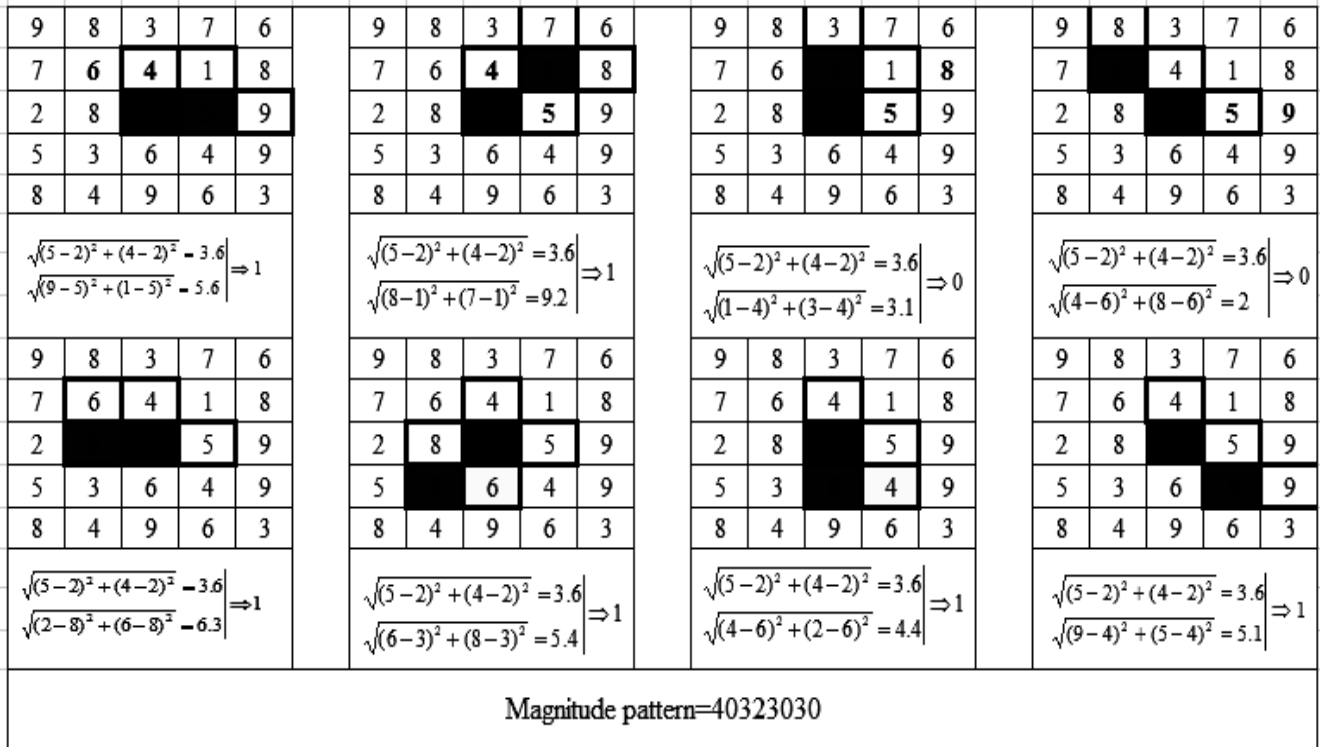 9 8 3 7 6 9 8 3 7 6 9 8 3 7 6 9 8 3 7 6
7 6 4 1 8 7 6 4 8 7 6 1 8 7 4 1 8
2 8 9 2 8 5 9 2 8 5 9 2 8 5 9
5 3 6 4 9 5 3 6 4 9 5 3 6 4 9 5 3 6 4 9
8 4 9 6 3 8 4 9 6 3 8 4 9 6 3 8 4 9 6 3
√(5−2)² + (4−2)² = 3.6
√(9−5)² + (1−5)² = 5.6 ⇒ 1
√(5−2)² + (4−2)² = 3.6
√(8−1)² + (7−1)² = 9.2 ⇒ 1
√(5−2)² + (4−2)² = 3.6
√(1−4)² + (3−4)² = 3.1 ⇒ 0
√(5−2)² + (4−2)² = 3.6
√(4−6)² + (8−6)² = 2 ⇒ 0
9 8 3 7 6 9 8 3 7 6 9 8 3 7 6 9 8 3 7 6
7 6 4 1 8 7 6 4 1 8 7 6 4 1 8 7 6 4 1 8
2 5 9 2 8 5 9 2 8 5 9 2 8 5 9
5 3 6 4 9 5 6 4 9 5 3 4 9 5 3 6 9
8 4 9 6 3 8 4 9 6 3 8 4 9 6 3 8 4 9 6 3
√(5−2)² + (4−2)² = 3.6
√(2−8)² + (6−8)² = 6.3 ⇒ 1
√(5−2)² + (4−2)² = 3.6
√(6−3)² + (8−3)² = 5.4 ⇒ 1
√(5−2)² + (4−2)² = 3.6
√(4−6)² + (2−6)² = 4.4 ⇒ 1
√(5−2)² + (4−2)² = 3.6
√(9−4)² + (5−4)² = 5.1 ⇒ 1
Magnitude pattern=40323030